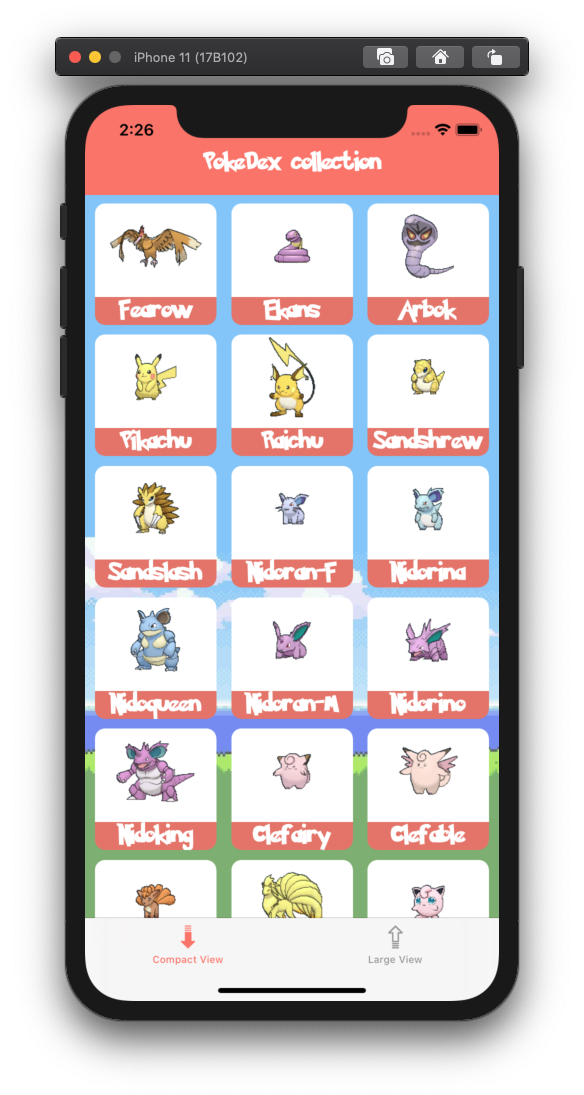 iPhone 11 (17B102)
2:26
PokeDex collection
Fearow Ekans Arbok
Pikachu Raichu Sandshrew
Sandslash Nidoran-F Nidorina
Nidoqueen Nidoran-M Nidorino
Nidoking Clefairy Clefable
Compact View Large View